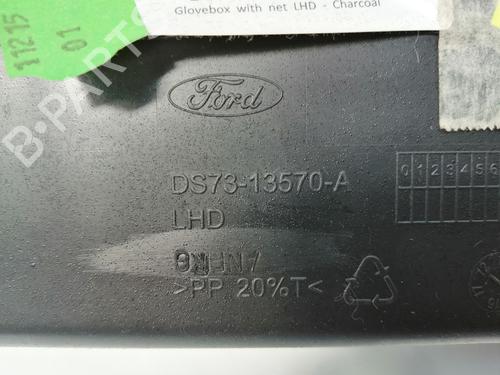 Glovebox with net LHD - Charcoal
11215
01
B-PARTS
Ford
DS73-13570-A
LHD
>PP 20%T<
0 1 2 3 4 5 6